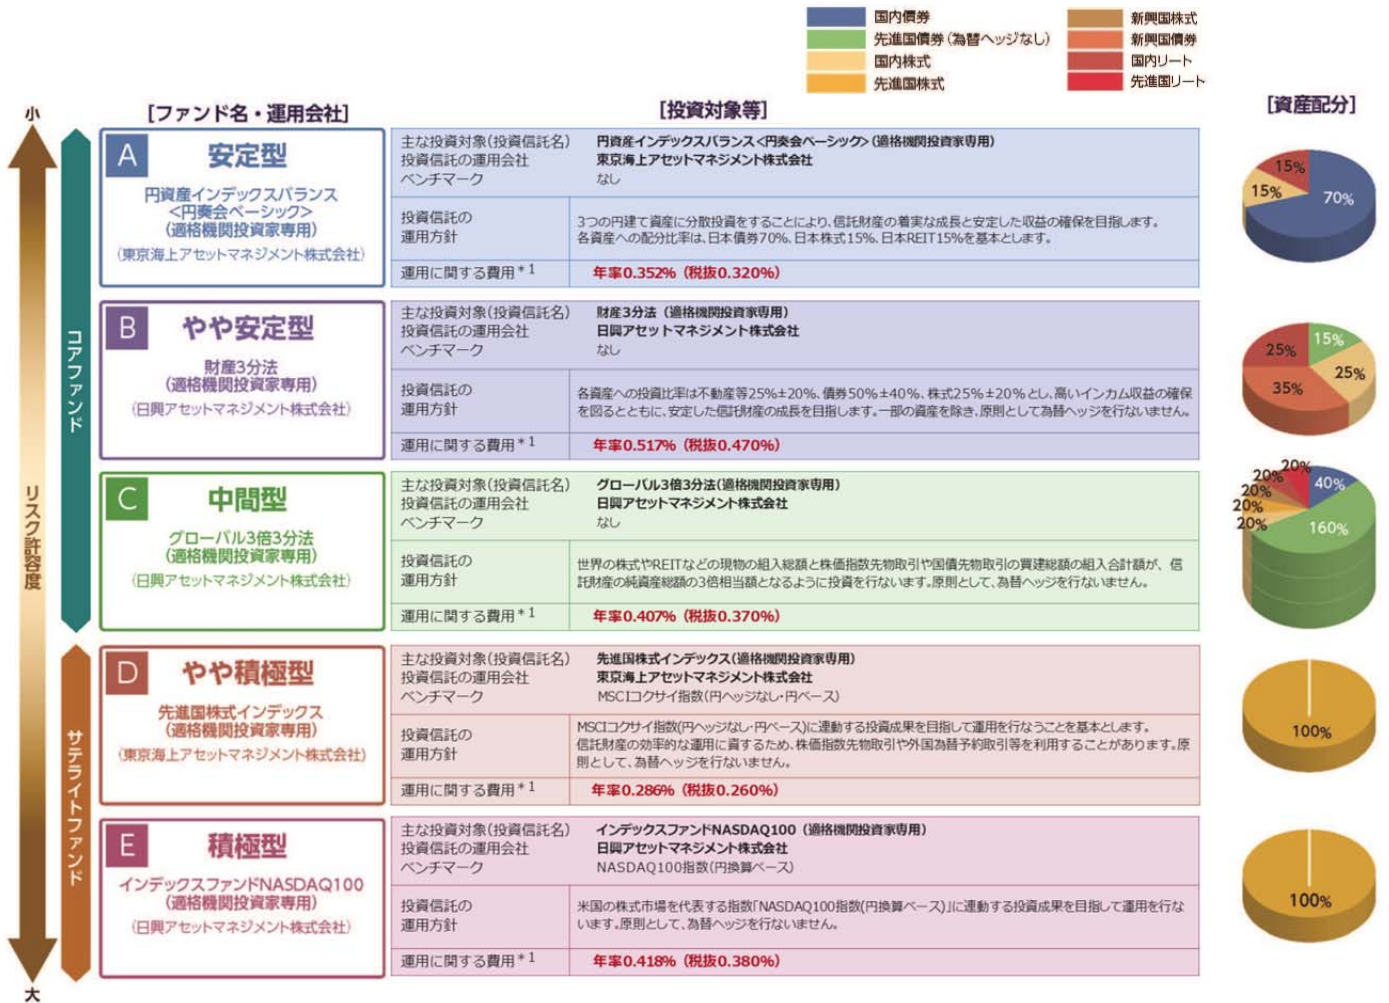 国内債券
先進国債券(為替ヘッジなし)
国内株式
先進国株式
新興国株式
新興国債券
国内リート
先進国リート
[ファンド名・運用会社]
[投資対象等]
[資産配分]
小
リスク許容度
大
コアファンド
サテライトファンド
A
安定型
円資産インデックスバランス
<円奏会ベーシック>
(適格機関投資家専用)
(東京海上アセットマネジメント株式会社)
主な投資対象(投資信託名) 円資産インデックスバランス<円奏会ベーシック>(適格機関投資家専用)
投資信託の運用会社 東京海上アセットマネジメント株式会社
ベンチマーク なし
投資信託の
運用方針
3つの円建て資産に分散投資をすることにより、信託財産の着実な成長と安定した収益の確保を目指します。
各資産への配分比率は、日本債券70%、日本株式15%、日本REIT15%を基本とします。
運用に関する費用*1 年率0.352%(税抜0.320%)
15%
15%
70%
B
やや安定型
財産3分法
(適格機関投資家専用)
(日興アセットマネジメント株式会社)
主な投資対象(投資信託名) 財産3分法(適格機関投資家専用)
投資信託の運用会社 日興アセットマネジメント株式会社
ベンチマーク なし
投資信託の
運用方針
各資産への投資比率は不動産等25%±20%、債券50%±40%、株式25%±20%とし、高いインカム収益の確保
を図るとともに、安定した信託財産の成長を目指します。一部の資産を除き、原則として為替ヘッジを行ないません。
運用に関する費用*1 年率0.517%(税抜0.470%)
15%
25%
25%
35%
C
中間型
グローバル3倍3分法
(適格機関投資家専用)
(日興アセットマネジメント株式会社)
主な投資対象(投資信託名) グローバル3倍3分法(適格機関投資家専用)
投資信託の運用会社 日興アセットマネジメント株式会社
ベンチマーク なし
投資信託の
運用方針
世界の株式やREITなどの現物の組入総額と株価指数先物取引や国債先物取引の買建総額の組入合計額が、信
託財産の純資産総額の3倍相当額となるように投資を行ないます。原則として、為替ヘッジを行ないません。
運用に関する費用*1 年率0.407%(税抜0.370%)
20%
20%
40%
20%
20%
20%
160%
D
やや積極型
先進国株式インデックス
(適格機関投資家専用)
(東京海上アセットマネジメント株式会社)
主な投資対象(投資信託名) 先進国株式インデックス(適格機関投資家専用)
投資信託の運用会社 東京海上アセットマネジメント株式会社
ベンチマーク MSCIコクサイ指数(円ヘッジなし・円ベース)
投資信託の
運用方針
MSCIコクサイ指数(円ヘッジなし・円ベース)に連動する投資成果を目指して運用を行なうことを基本とします。
信託財産の効率的な運用に資するため、株価指数先物取引や外国為替予約取引等を利用することがあります。原
則として、為替ヘッジを行ないません。
運用に関する費用*1 年率0.286%(税抜0.260%)
100%
E
積極型
インデックスファンドNASDAQ100
(適格機関投資家専用)
(日興アセットマネジメント株式会社)
主な投資対象(投資信託名) インデックスファンドNASDAQ100(適格機関投資家専用)
投資信託の運用会社 日興アセットマネジメント株式会社
ベンチマーク NASDAQ100指数(円換算ベース)
投資信託の
運用方針
米国の株式市場を代表する指数「NASDAQ100指数(円換算ベース)」に連動する投資成果を目指して運用を行な
います。原則として、為替ヘッジを行ないません。
運用に関する費用*1 年率0.418%(税抜0.380%)
100%